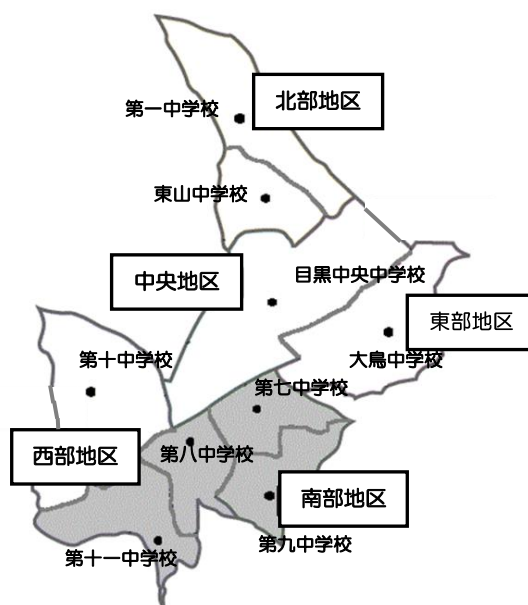 北部地区
第一中学校
東山中学校
目黒中央中学校
中央地区
東部地区
大鳥中学校
第十中学校
第七中学校
西部地区
第八中学校
南部地区
第九中学校
第十一中学校